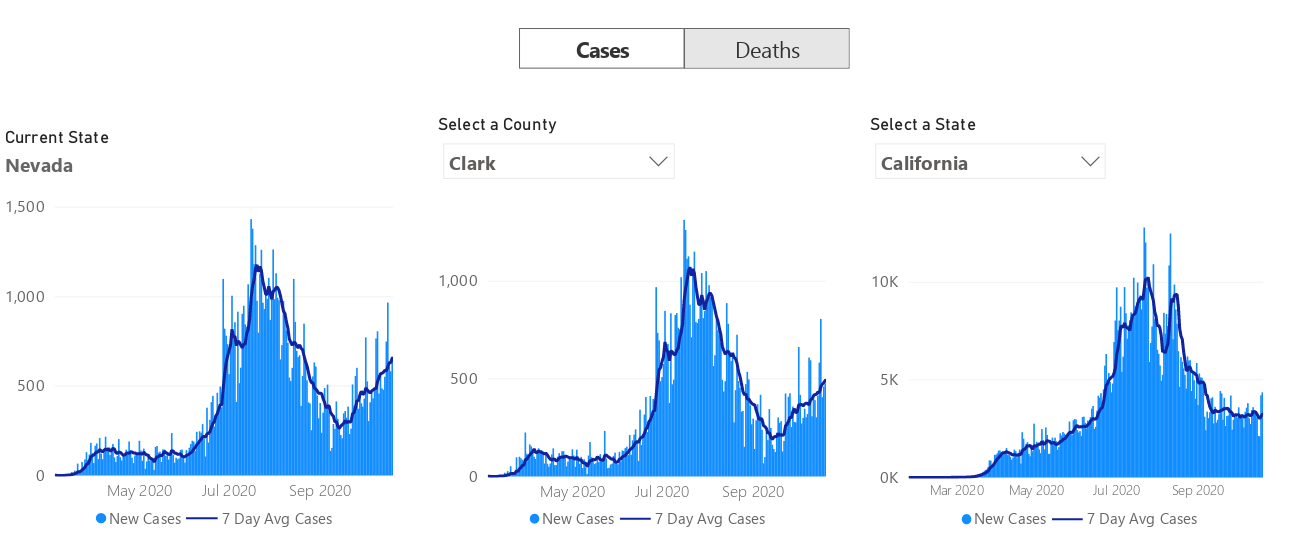 Cases Deaths
Current State
Nevada
1,500
1,000
500
0
May 2020 Jul 2020 Sep 2020
New Cases 7 Day Avg Cases
Select a County
Clark
1,000
500
0
May 2020 Jul 2020 Sep 2020
New Cases 7 Day Avg Cases
Select a State
California
10K
5K
0K
Mar 2020 May 2020 Jul 2020 Sep 2020
New Cases 7 Day Avg Cases